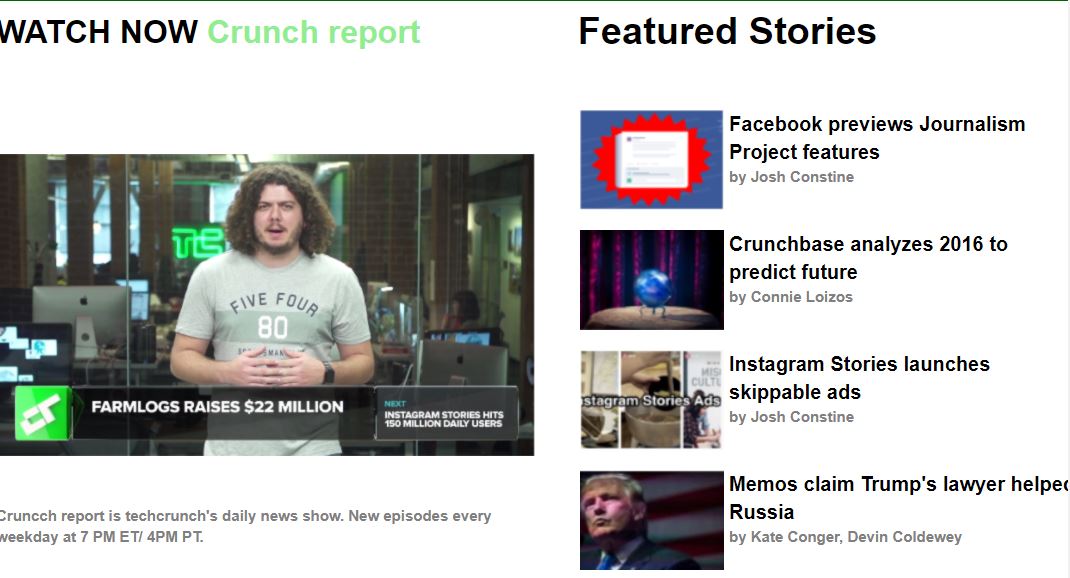 WATCH NOW Crunch report
TC
FIVE FOUR
80
FARMLOGS RAISES $22 MILLION
NEXT
INSTAGRAM STORIES HITS
150 MILLION DAILY USERS
Cruncch report is techcrunch's daily news show. New episodes every
weekday at 7 PM ET/ 4PM PT.
Featured Stories
Facebook previews Journalism
Project features
by Josh Constine
Crunchbase analyzes 2016 to
predict future
by Connie Loizos
stagram Stories Ads
Instagram Stories launches
skippable ads
by Josh Constine
Memos claim Trump's lawyer helped
Russia
by Kate Conger, Devin Coldewey